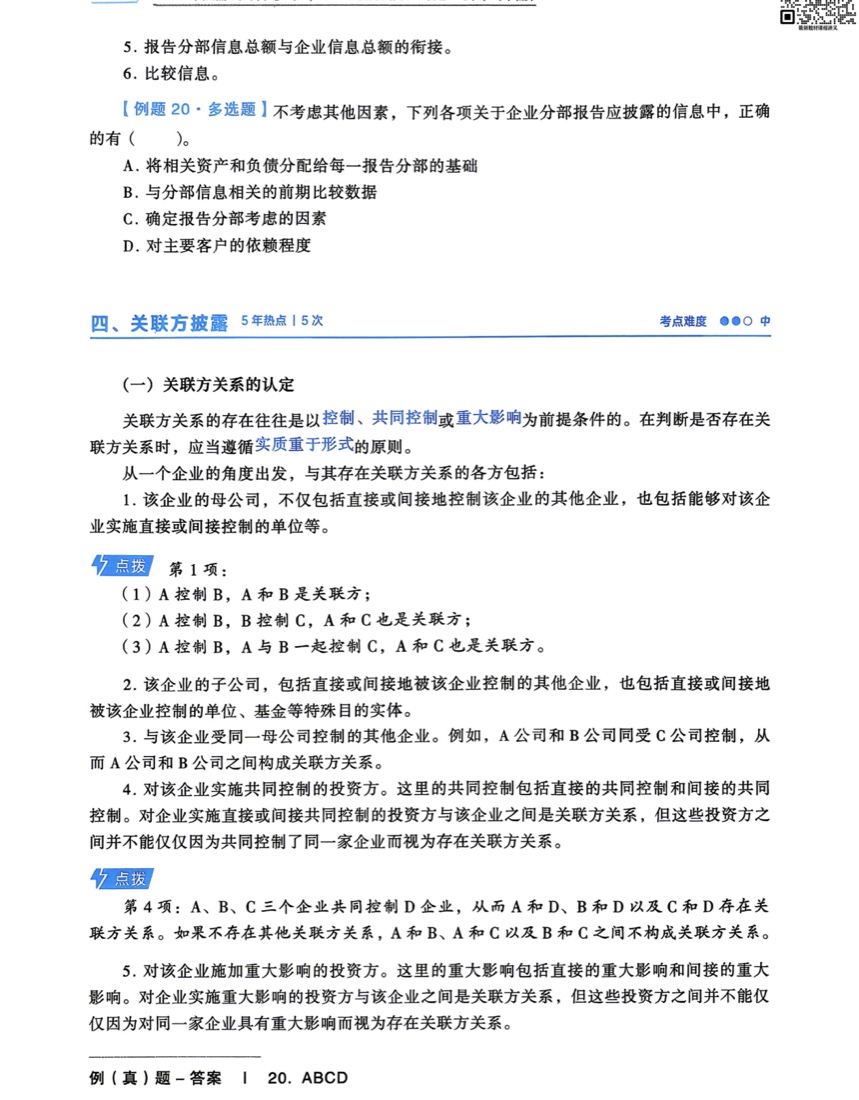 5. 报告分部信息总额与企业信息总额的衔接。
6. 比较信息。
【例题 20·多选题】不考虑其他因素，下列各项关于企业分部报告应披露的信息中，正确
的有（　　）。
A. 将相关资产和负债分配给每一报告分部的基础
B. 与分部信息相关的前期比较数据
C. 确定报告分部考虑的因素
D. 对主要客户的依赖程度
四、关联方披露 5年热点 | 5次 考点难度 中
（一）关联方关系的认定
关联方关系的存在往往是以控制、共同控制或重大影响为前提条件的。在判断是否存在关
联方关系时，应当遵循实质重于形式的原则。
从一个企业的角度出发，与其存在关联方关系的各方包括：
1. 该企业的母公司，不仅包括直接或间接地控制该企业的其他企业，也包括能够对该企
业实施直接或间接控制的单位等。
点拨 第1项：
（1）A 控制 B，A 和 B 是关联方；
（2）A 控制 B，B 控制 C，A 和 C 也是关联方；
（3）A 控制 B，A 与 B 一起控制 C，A 和 C 也是关联方。
2. 该企业的子公司，包括直接或间接地被该企业控制的其他企业，也包括直接或间接地
被该企业控制的单位、基金等特殊目的实体。
3. 与该企业受同一母公司控制的其他企业。例如，A 公司和 B 公司同受 C 公司控制，从
而 A 公司和 B 公司之间构成关联方关系。
4. 对该企业实施共同控制的投资方。这里的共同控制包括直接的共同控制和间接的共同
控制。对企业实施直接或间接共同控制的投资方与该企业之间是关联方关系，但这些投资方之
间并不能仅仅因为共同控制了同一家企业而视为存在关联方关系。
点拨
第4项：A、B、C 三个企业共同控制 D 企业，从而 A 和 D、B 和 D 以及 C 和 D 存在关
联方关系。如果不存在其他关联方关系，A 和 B、A 和 C 以及 B 和 C 之间不构成关联方关系。
5. 对该企业施加重大影响的投资方。这里的重大影响包括直接的重大影响和间接的重大
影响。对企业实施重大影响的投资方与该企业之间是关联方关系，但这些投资方之间并不能仅
仅因为对同一家企业具有重大影响而视为存在关联方关系。
例（真）题 – 答案 | 20. ABCD